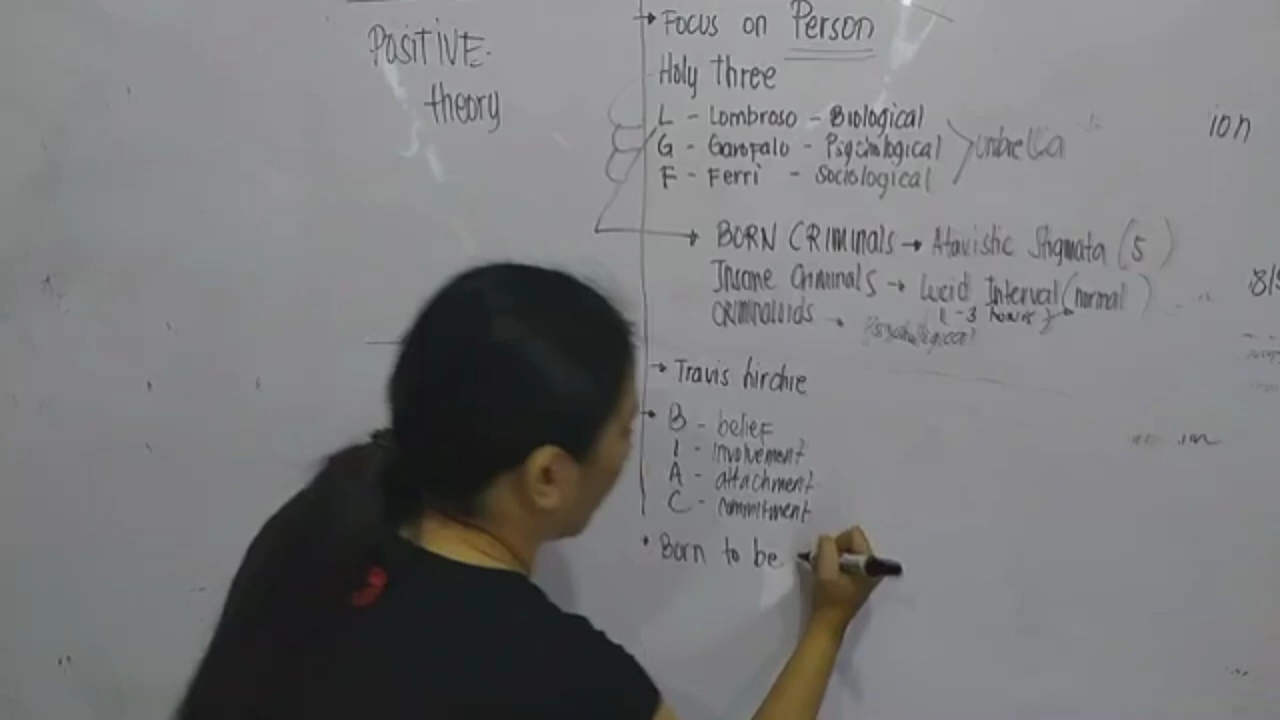 Positive
theory
→ Focus on Person
Holy three
L - Lombroso - Biological
G - Garofalo - Psychological
F - Ferri - Sociological
umbrella
→ BORN CRIMINALS → Atavistic Stigmata (5)
Insane Criminals → Lucid Interval (normal)
1-3 hours
CRIMINALOIDS → Psychological
→ Travis hirchie
B - belief
I - involvement
A - attachment
C - commitment
Born to be
ion